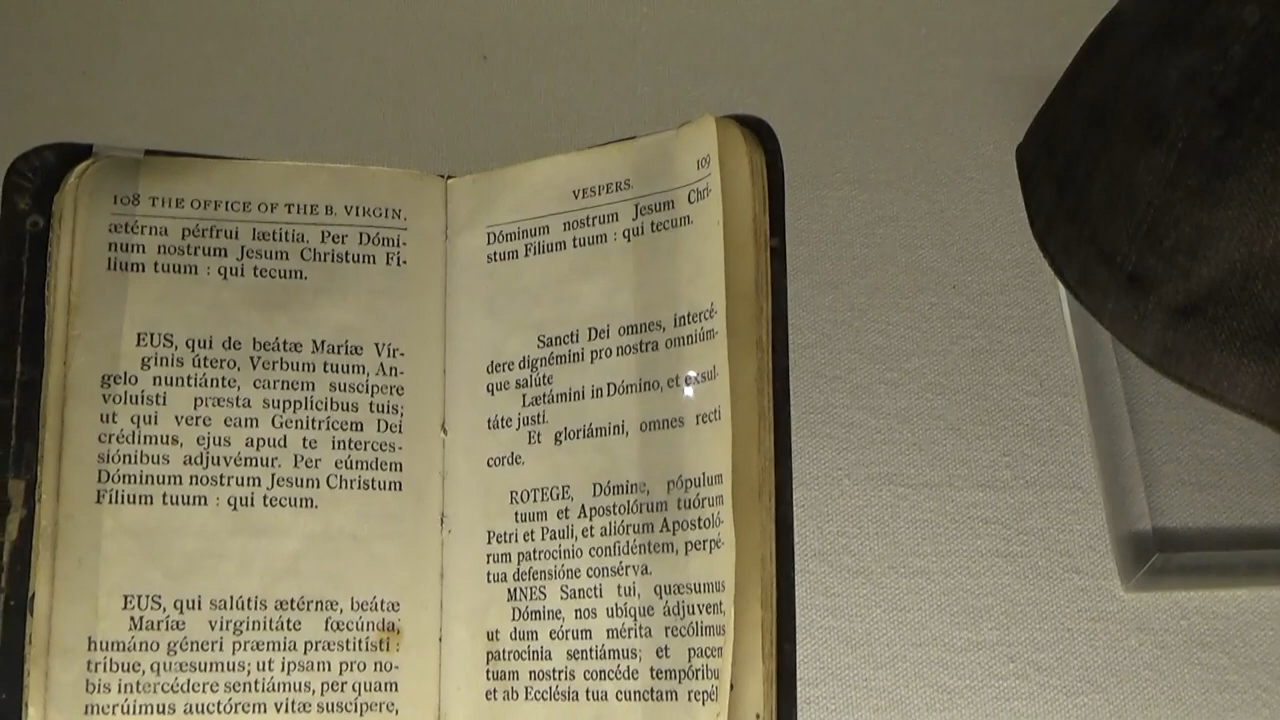 108 THE OFFICE OF THE B. VIRGIN.
ætérna pérfrui lætítia. Per Dómi-
num nostrum Jesum Christum Fí-
lium tuum : qui tecum.
EUS, qui de beátæ Maríæ Vír-
ginis útero, Verbum tuum, An-
gelo nuntiánte, carnem suscípere
voluísti præsta supplícibus tuis;
ut qui vere eam Genitrícem Dei
crédimus, ejus apud te interces-
siónibus adjuvémur. Per eúmdem
Dóminum nostrum Jesum Christum
Fílium tuum : qui tecum.
EUS, qui salútis ætérnæ, beátæ
Maríæ virginitáte fœcúnda,
humáno géneri præmia præstitísti :
tríbue, quæsumus; ut ipsam pro no-
bis intercédere sentiámus, per quam
merúimus auctórem vitæ suscípere,
VESPERS. 109
Dóminum nostrum Jesum Chri-
stum Fílium tuum : qui tecum.
Sancti Dei omnes, intercé-
dere dignémini pro nostra omniúm-
que salúte
Lætámini in Dómino, et exsul-
táte justi.
Et gloriámini, omnes recti
corde.
ROTEGE, Dómine, pópulum
tuum et Apostolórum tuórum
Petri et Pauli, et aliórum Apostoló-
rum patrocínio confidéntem, perpé-
tua defensióne consérva.
MNES Sancti tui, quæsumus
Dómine, nos ubíque ádjuvent,
ut dum eórum mérita recólimus
patrocínia sentiámus; et pacen
tuam nostris concéde tempóribu
et ab Ecclésia tua cunctam repél